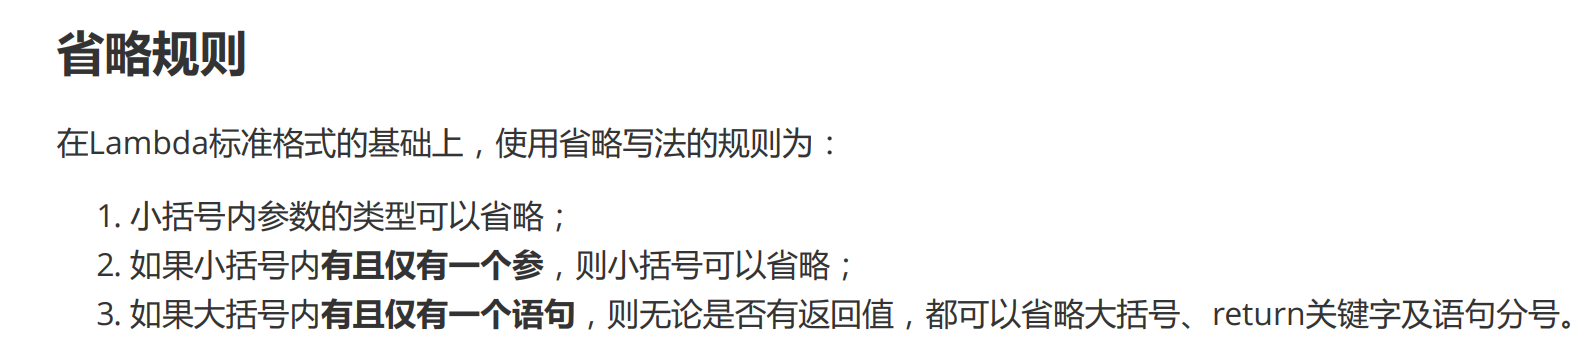 省略规则
在Lambda标准格式的基础上，使用省略写法的规则为：
1. 小括号内参数的类型可以省略；
2. 如果小括号内有且仅有一个参，则小括号可以省略；
3. 如果大括号内有且仅有一个语句，则无论是否有返回值，都可以省略大括号、return关键字及语句分号。